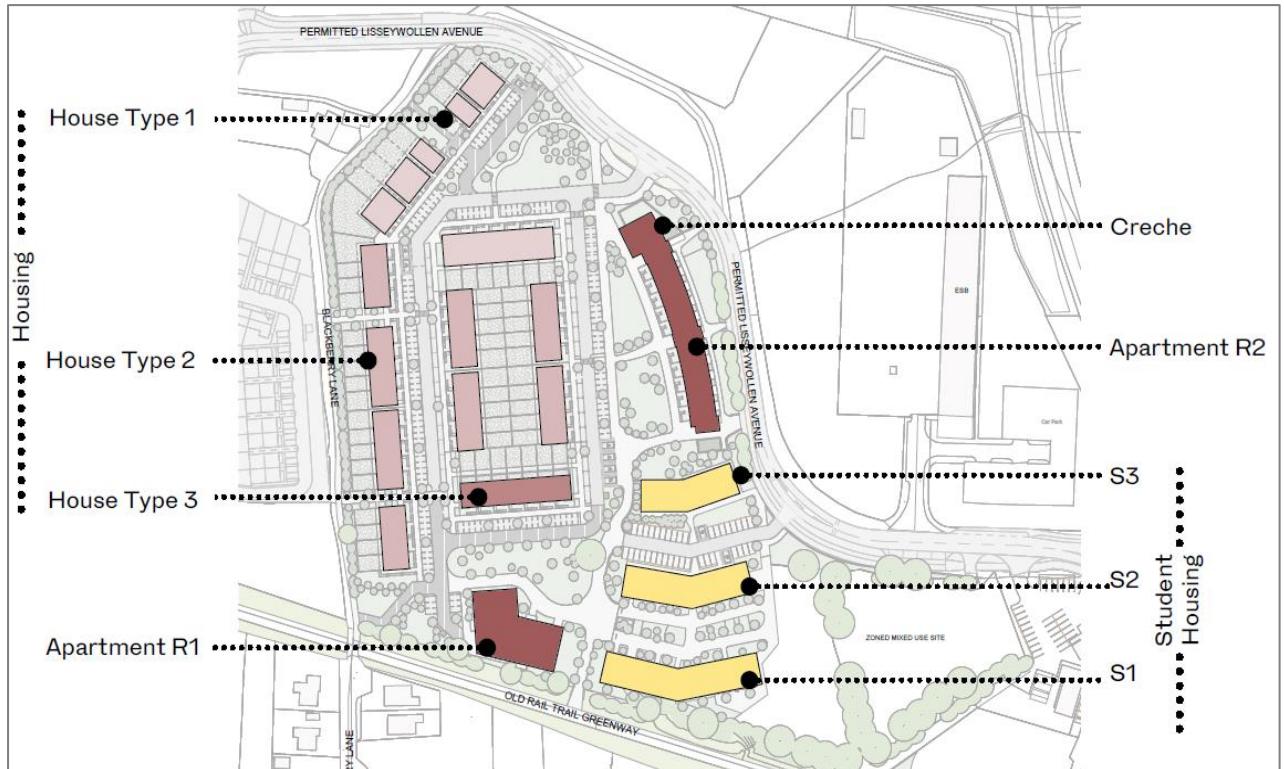 PERMITTED LISSEYWOLLEN AVENUE
House Type 1
Creche
Housing
PERMITTED LISSEYWOLLEN AVENUE
ESB
BLACKBERRY LANE
House Type 2
Apartment R2
Car Park
House Type 3
S3
S2
Student
Housing
ZONED MIXED USE SITE
Apartment R1
S1
OLD RAIL TRAIL GREENWAY
RY LANE